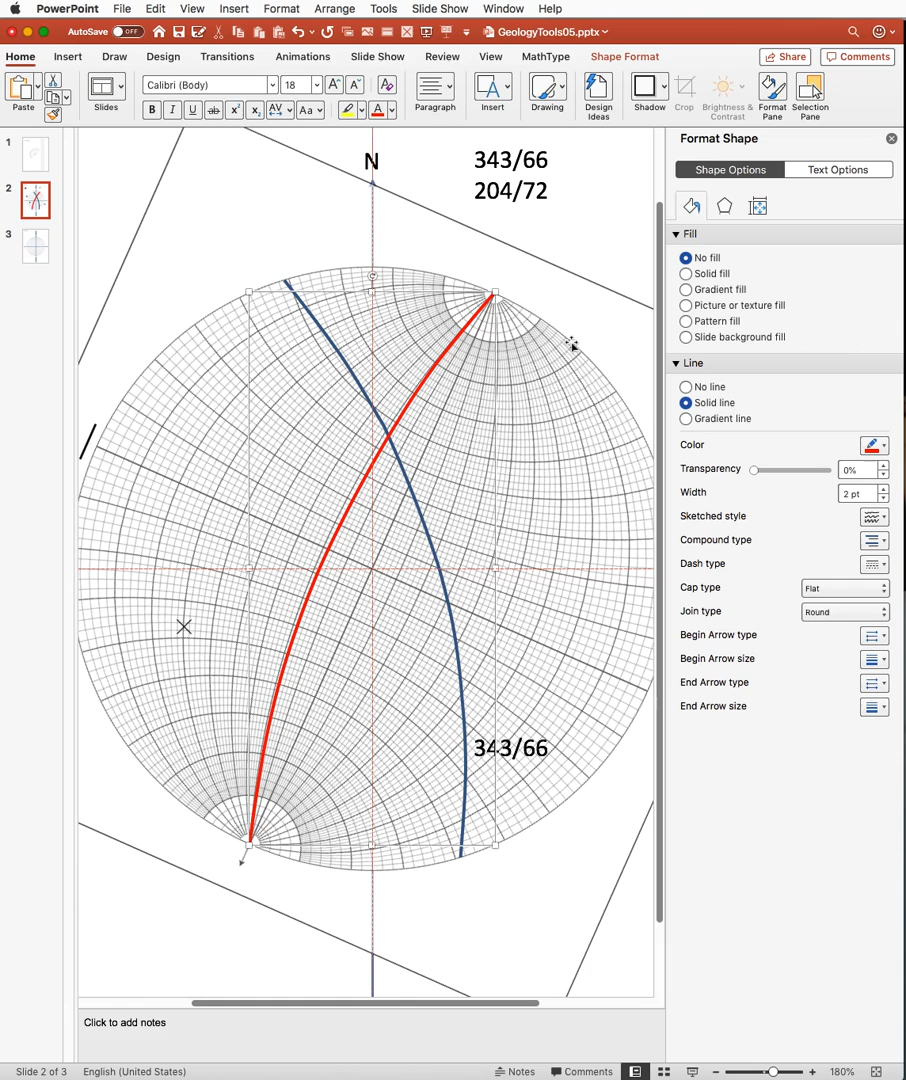 PowerPoint File Edit View Insert Format Arrange Tools Slide Show Window Help
AutoSave OFF GeologyTools05.pptx
Home Insert Draw Design Transitions Animations Slide Show Review View MathType Shape Format Share Comments
Calibri (Body) 18 A A A
Paste Slides B I U ab x² x₂ AV Aa A Paragraph Insert Drawing Design Ideas Shadow Crop Brightness & Contrast Format Pane Selection Pane
1
2
3
N
343/66
204/72
343/66
Format Shape
Shape Options Text Options
Fill
No fill
Solid fill
Gradient fill
Picture or texture fill
Pattern fill
Slide background fill
Line
No line
Solid line
Gradient line
Color
Transparency 0%
Width 2 pt
Sketched style
Compound type
Dash type
Cap type Flat
Join type Round
Begin Arrow type
Begin Arrow size
End Arrow type
End Arrow size
Click to add notes
Slide 2 of 3 English (United States) Notes Comments 180%